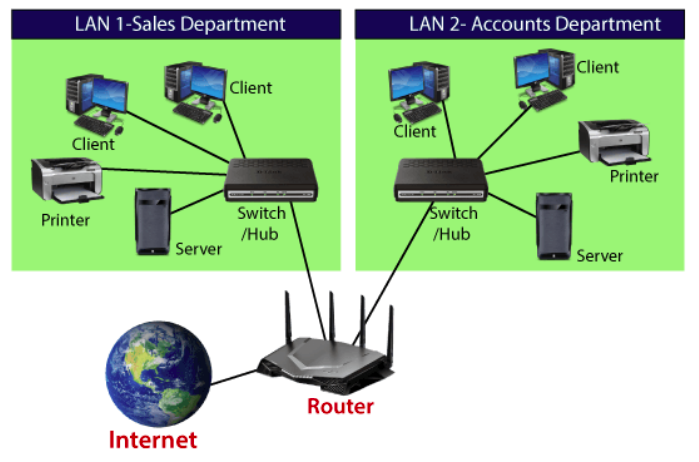 LAN 1-Sales Department
LAN 2- Accounts Department
Client
Client
Printer
Server
Switch
/Hub
Client
Client
Printer
Server
Switch
/Hub
Router
Internet